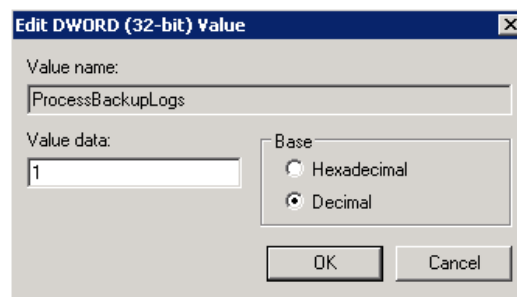 Edit DWORD (32-bit) Value
Value name:
ProcessBackupLogs
Value data:
1
Base
Hexadecimal
Decimal
OK
Cancel